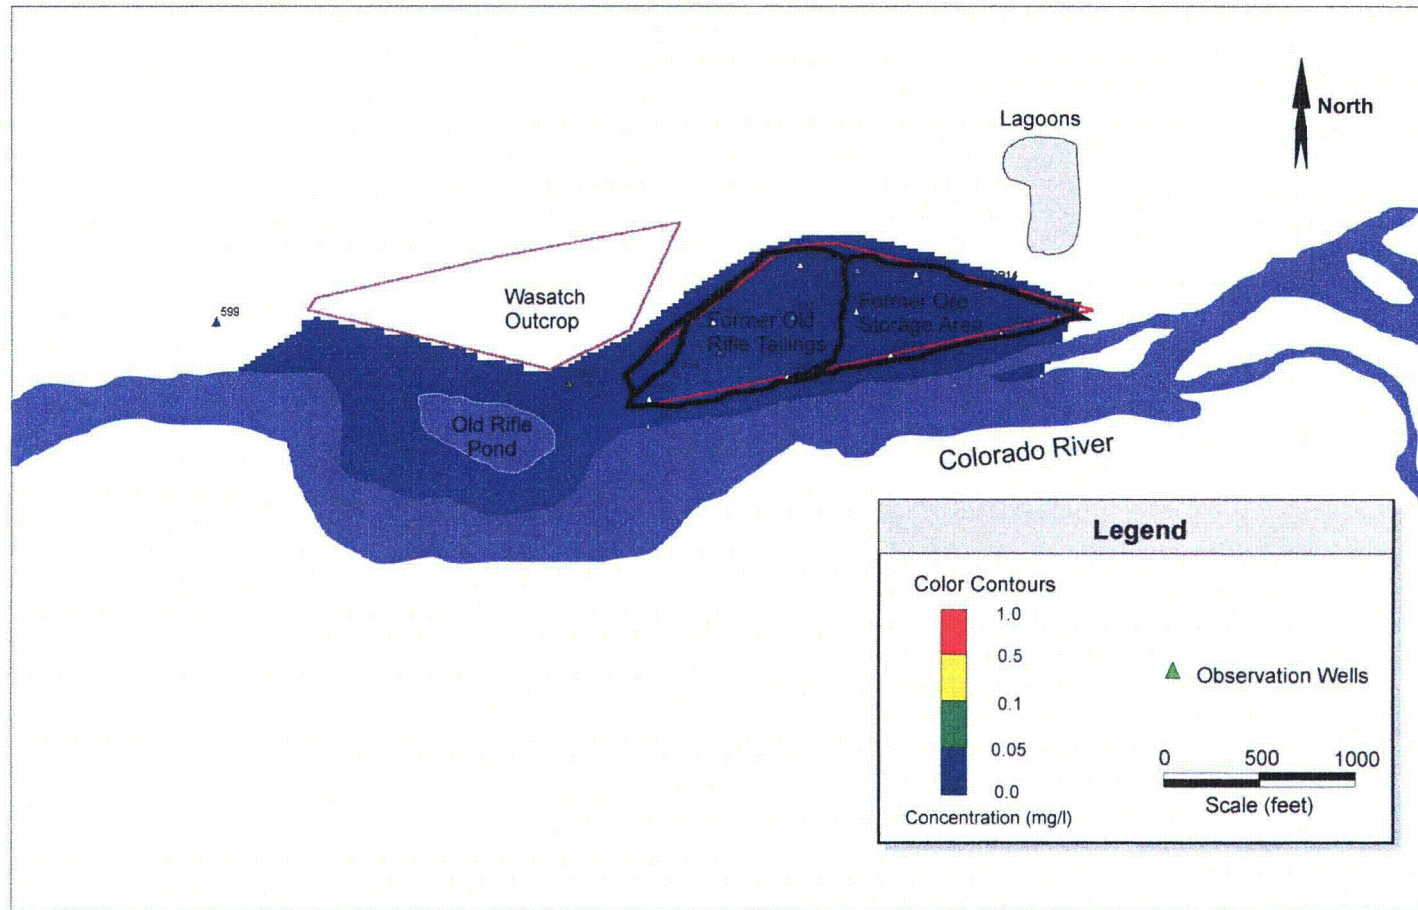 Lagoons
North
Wasatch
Outcrop
599
Former Old
Rifle Tailings
Former Ore
Storage Area
Old Rifle
Pond
Colorado River
Legend
Color Contours
1.0
0.5
0.1
0.05
0.0
Concentration (mg/l)
Observation Wells
0 500 1000
Scale (feet)